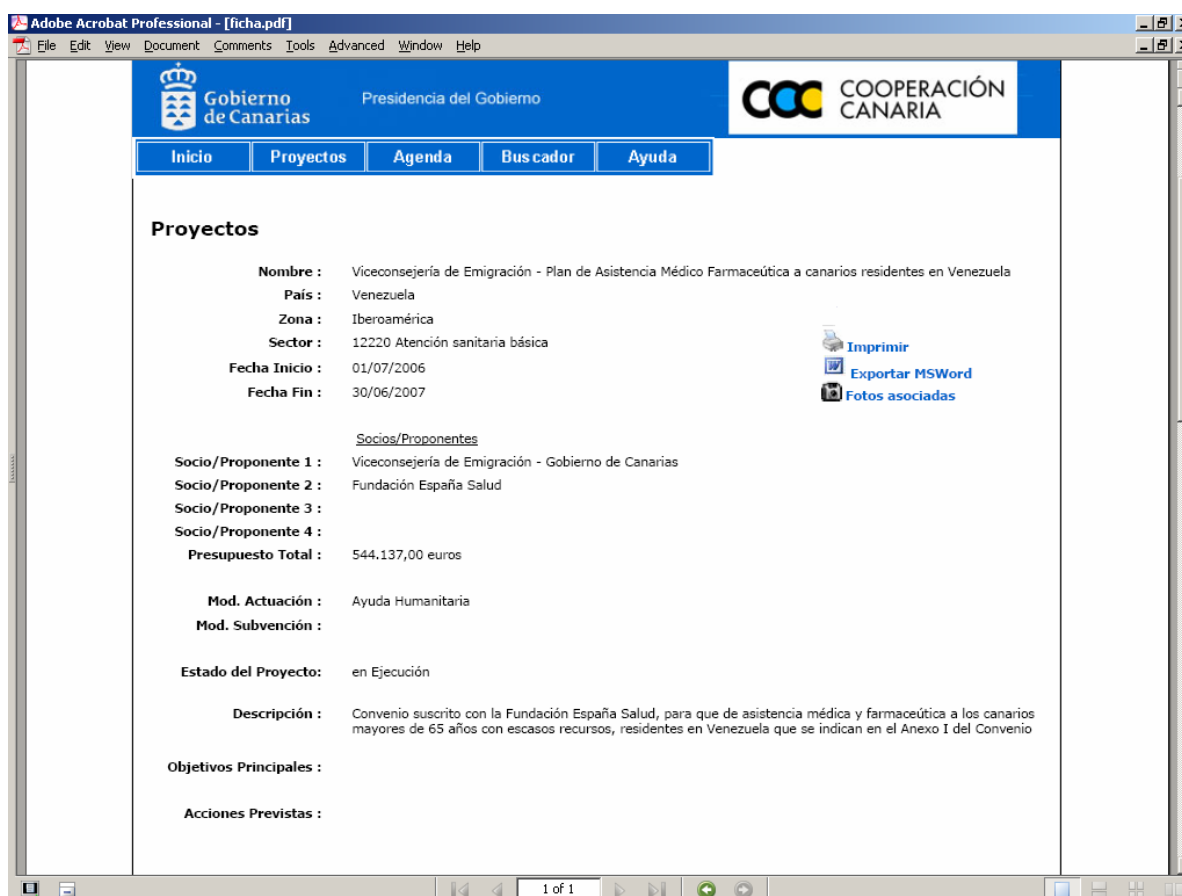 Adobe Acrobat Professional - [ficha.pdf]
File Edit View Document Comments Tools Advanced Window Help
Gobierno de Canarias
Presidencia del Gobierno
CCC COOPERACIÓN CANARIA
Inicio Proyectos Agenda Buscador Ayuda
Proyectos
Nombre : Viceconsejería de Emigración - Plan de Asistencia Médico Farmaceútica a canarios residentes en Venezuela
País : Venezuela
Zona : Iberoamérica
Sector : 12220 Atención sanitaria básica
Imprimir
Fecha Inicio : 01/07/2006
Exportar MSWord
Fecha Fin : 30/06/2007
Fotos asociadas
Socios/Proponentes
Socio/Proponente 1 : Viceconsejería de Emigración - Gobierno de Canarias
Socio/Proponente 2 : Fundación España Salud
Socio/Proponente 3 :
Socio/Proponente 4 :
Presupuesto Total : 544.137,00 euros
Mod. Actuación : Ayuda Humanitaria
Mod. Subvención :
Estado del Proyecto: en Ejecución
Descripción : Convenio suscrito con la Fundación España Salud, para que de asistencia médica y farmaceútica a los canarios
mayores de 65 años con escasos recursos, residentes en Venezuela que se indican en el Anexo I del Convenio
Objetivos Principales :
Acciones Previstas :
1 of 1